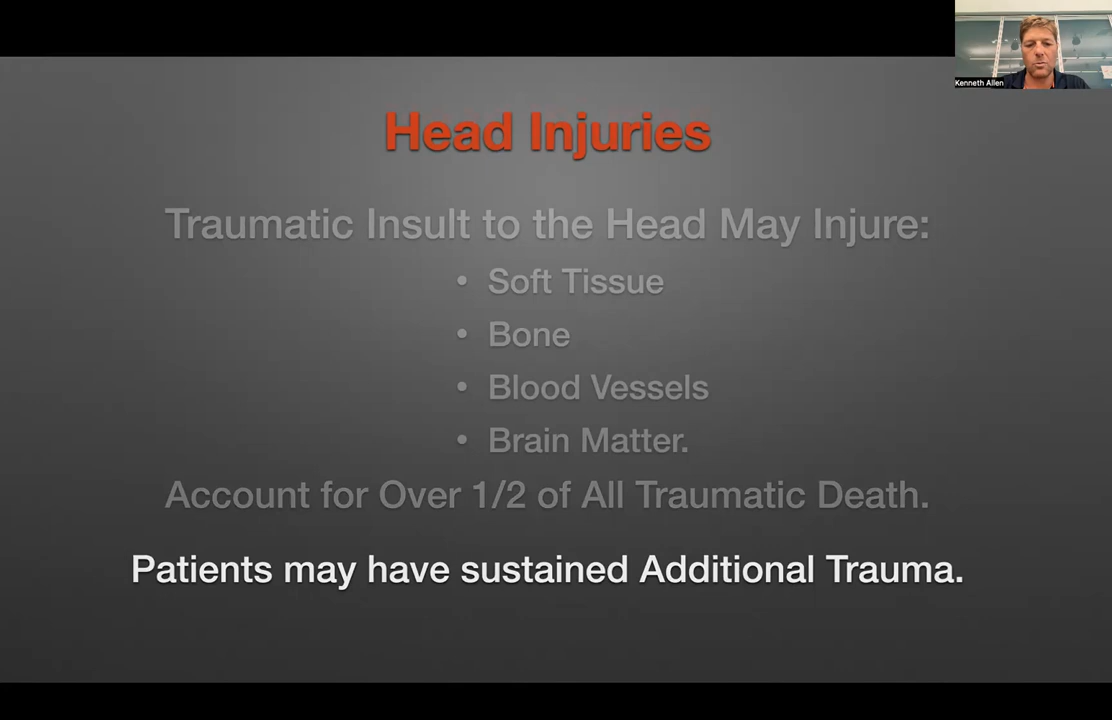 Kenneth Allen
Head Injuries
Traumatic Insult to the Head May Injure:
• Soft Tissue
• Bone
• Blood Vessels
• Brain Matter.
Account for Over 1/2 of All Traumatic Death.
Patients may have sustained Additional Trauma.